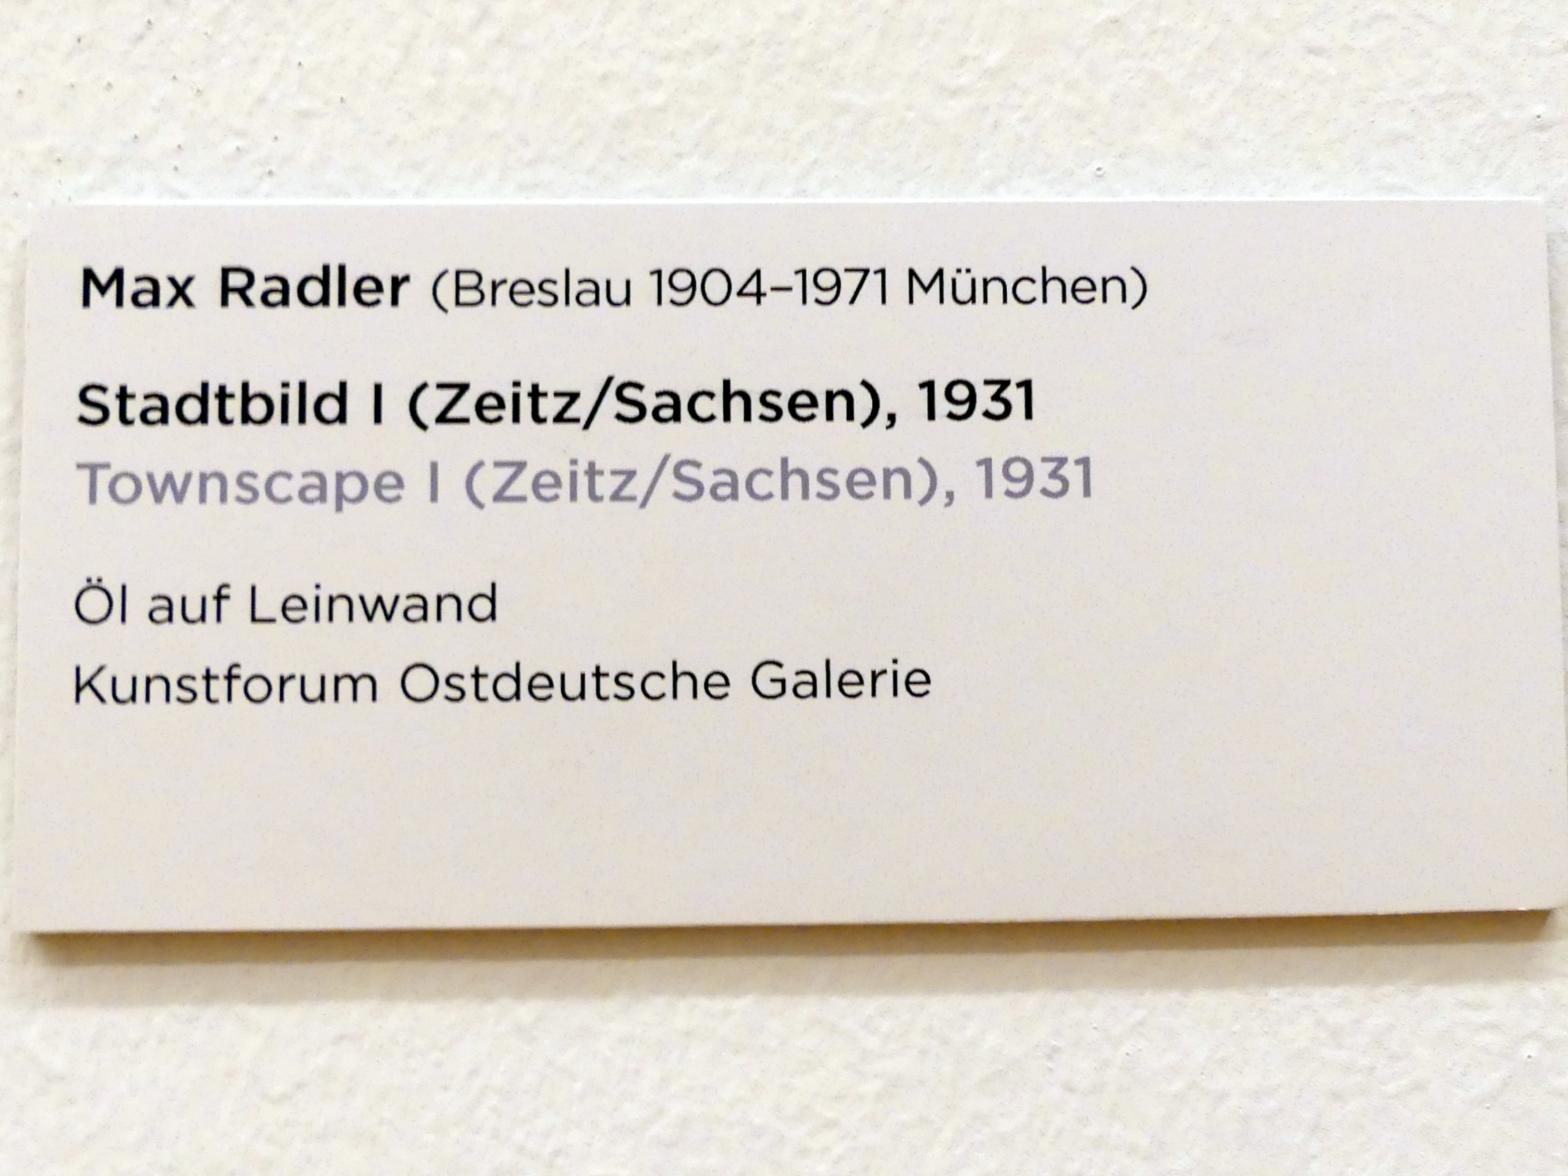 Max Radler (Breslau 1904–1971 München)
Stadtbild I (Zeitz/Sachsen), 1931
Townscape I (Zeitz/Sachsen), 1931
Öl auf Leinwand
Kunstforum Ostdeutsche Galerie